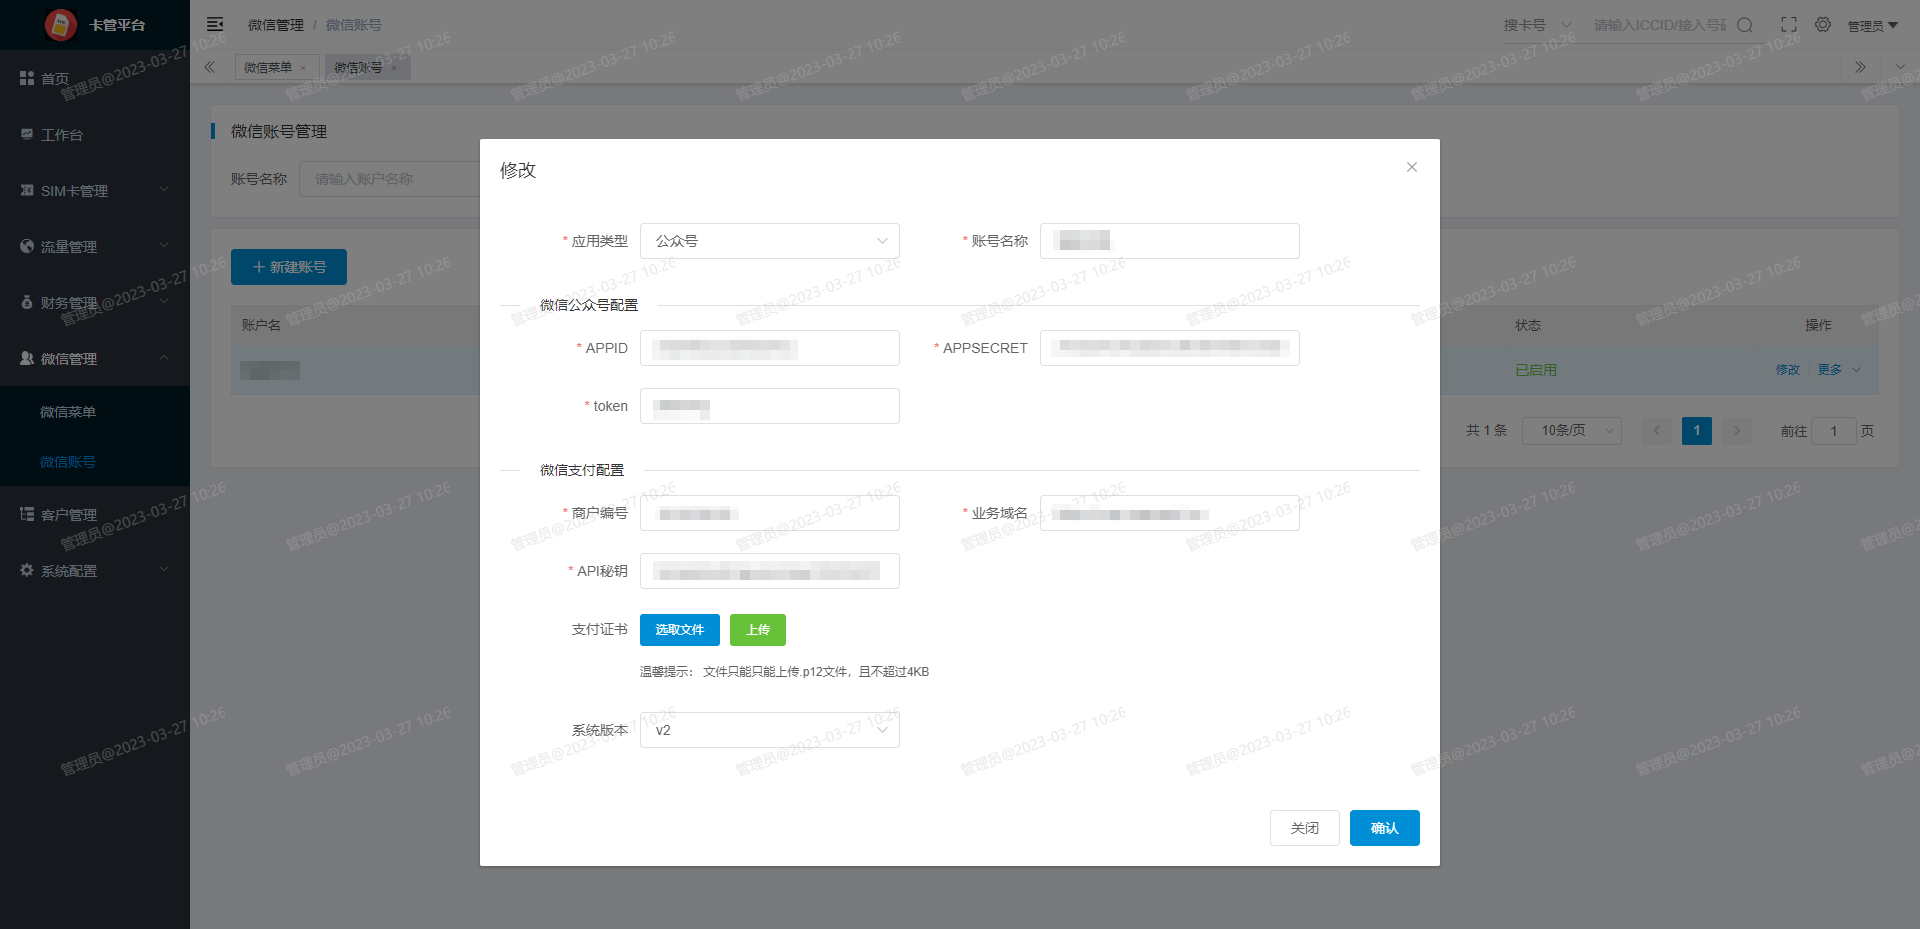 卡管平台
微信管理 / 微信账号
搜卡号
请输入ICCID/接入号码
管理员
微信菜单 ×
微信账号 ×
首页
工作台
SIM卡管理
流量管理
财务管理
微信管理
微信菜单
微信账号
客户管理
系统配置
微信账号管理
账号名称 请输入账户名称
+ 新建账号
账户名 状态 操作
已启用 修改 更多
共 1 条 10条/页 1 前往 1 页
修改
* 应用类型 公众号
* 账号名称
微信公众号配置
* APPID
* APPSECRET
* token
微信支付配置
* 商户编号
* 业务域名
* API秘钥
支付证书 选取文件 上传
温馨提示： 文件只能只能上传.p12文件，且不超过4KB
系统版本 v2
关闭 确认
管理员@2023-03-27 10:26